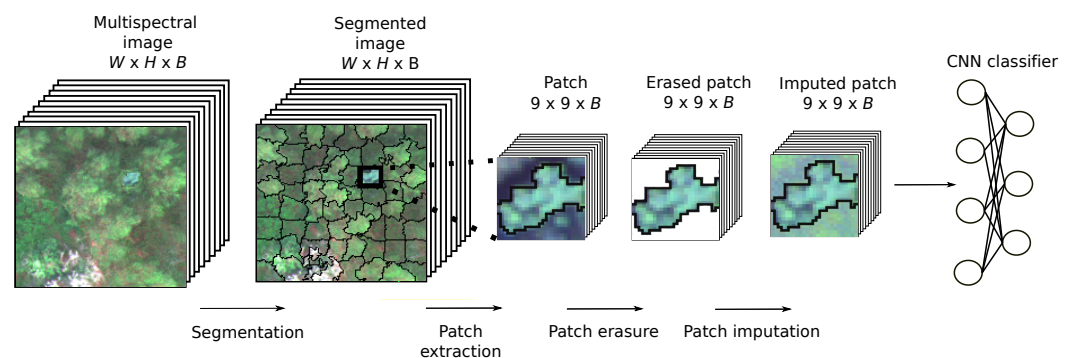 Multispectral
image
W x H x B
Segmented
image
W x H x B
Patch
9 x 9 x B
Erased patch
9 x 9 x B
Imputed patch
9 x 9 x B
CNN classifier
Segmentation
Patch
extraction
Patch erasure
Patch imputation